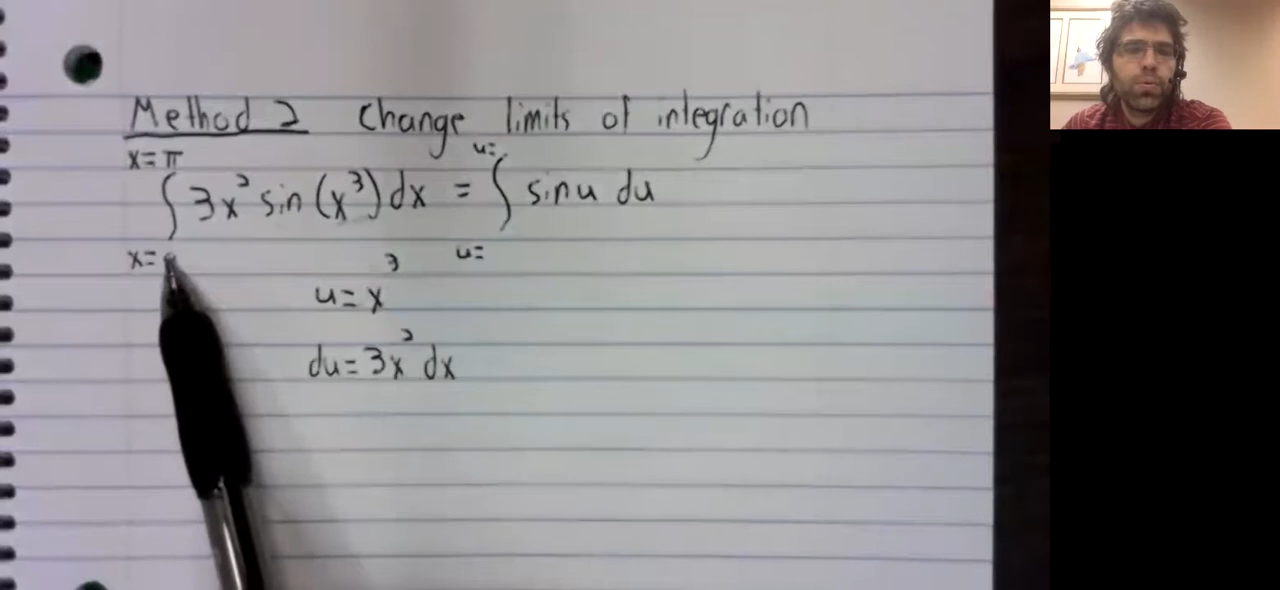 Method 2 Change limits of integration
x=π u=
∫ 3x² sin(x³) dx = ∫ sin u du
x= u=
u=x³
du=3x² dx